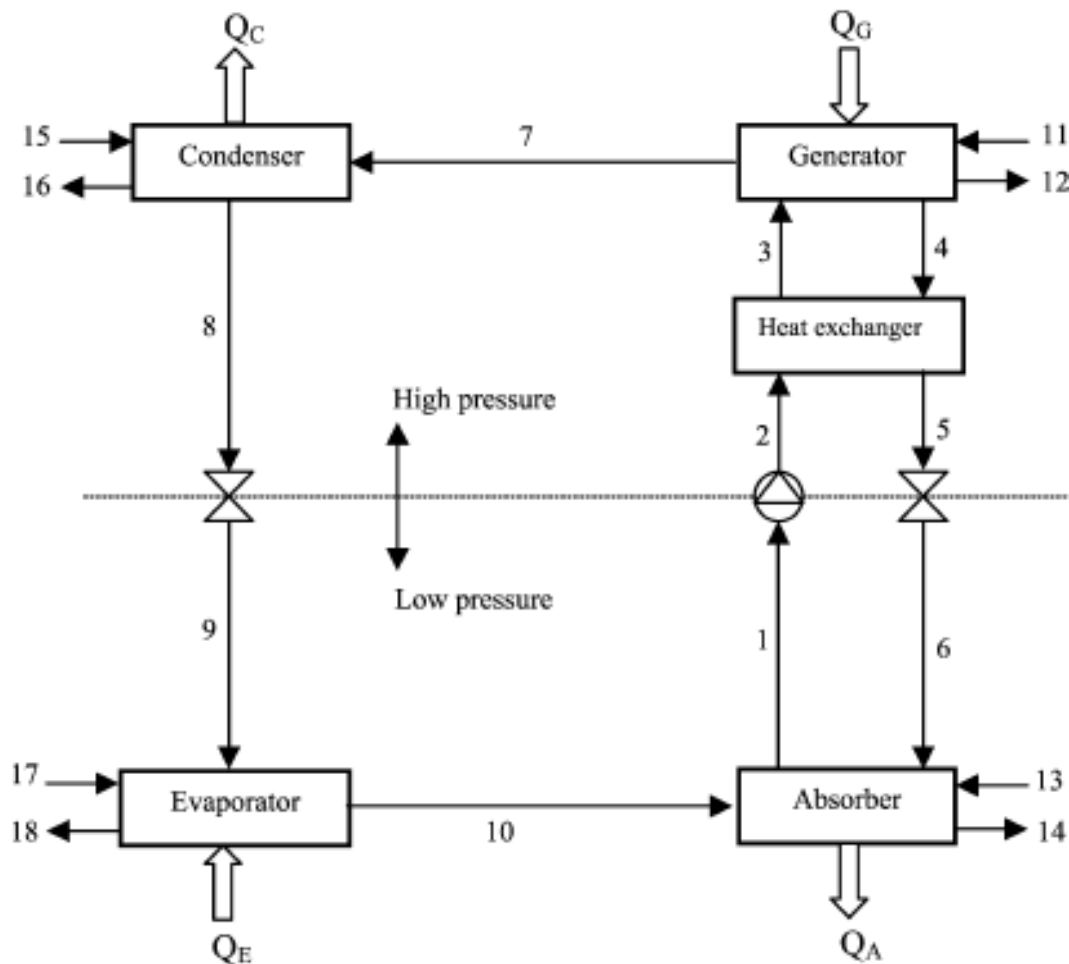 Q_C
Q_G
15
Condenser
7
Generator
11
16
12
3
4
8
Heat exchanger
High pressure
2
5
Low pressure
9
1
6
17
Evaporator
Absorber
13
18
10
14
Q_E
Q_A